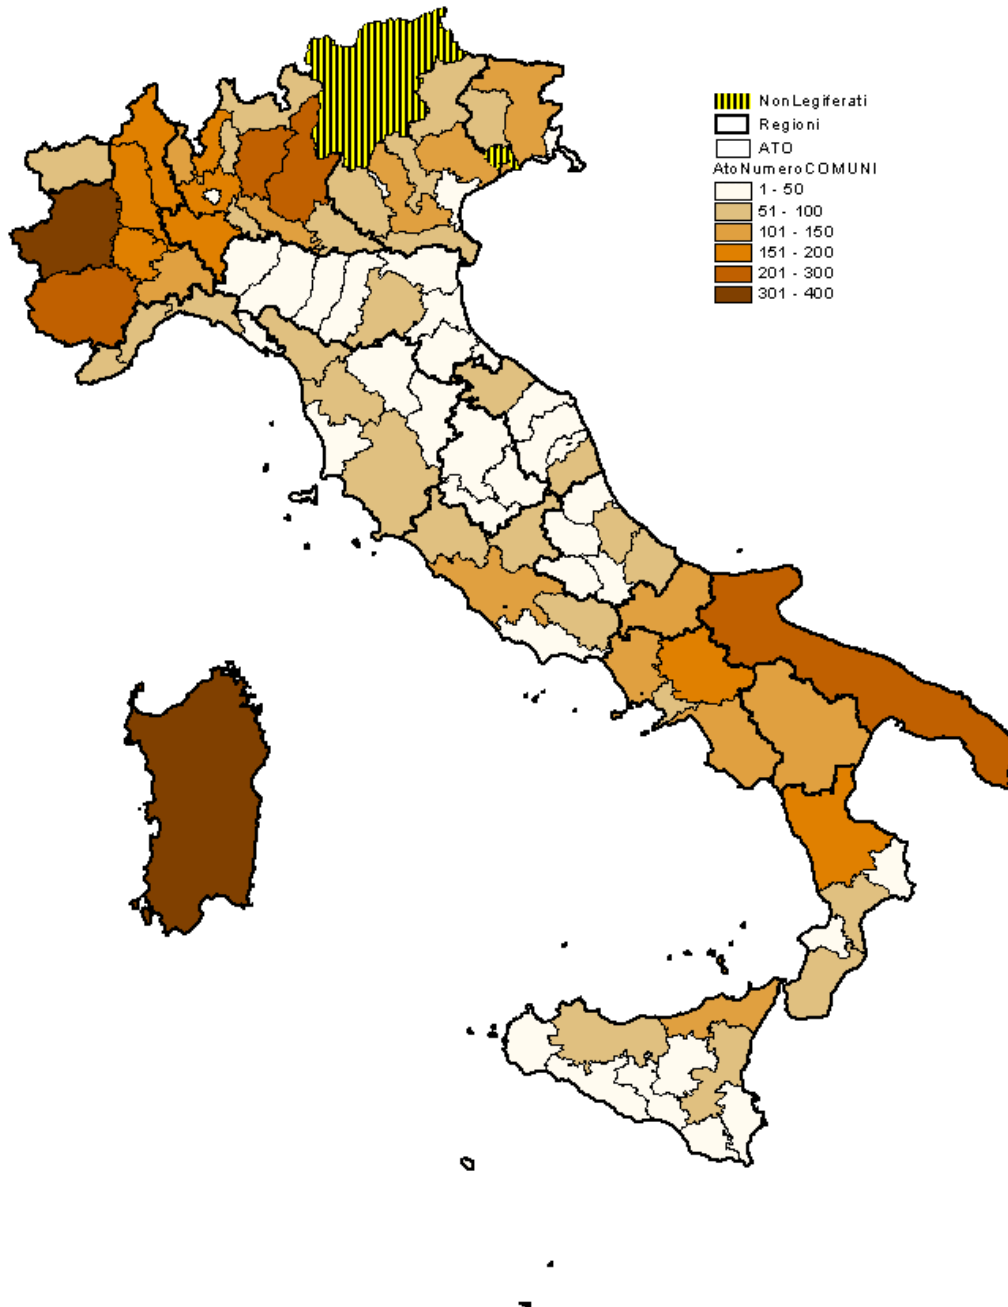 NonLegiferati
Regioni
ATO
AtoNumeroCOMUNI
1 - 50
51 - 100
101 - 150
151 - 200
201 - 300
301 - 400